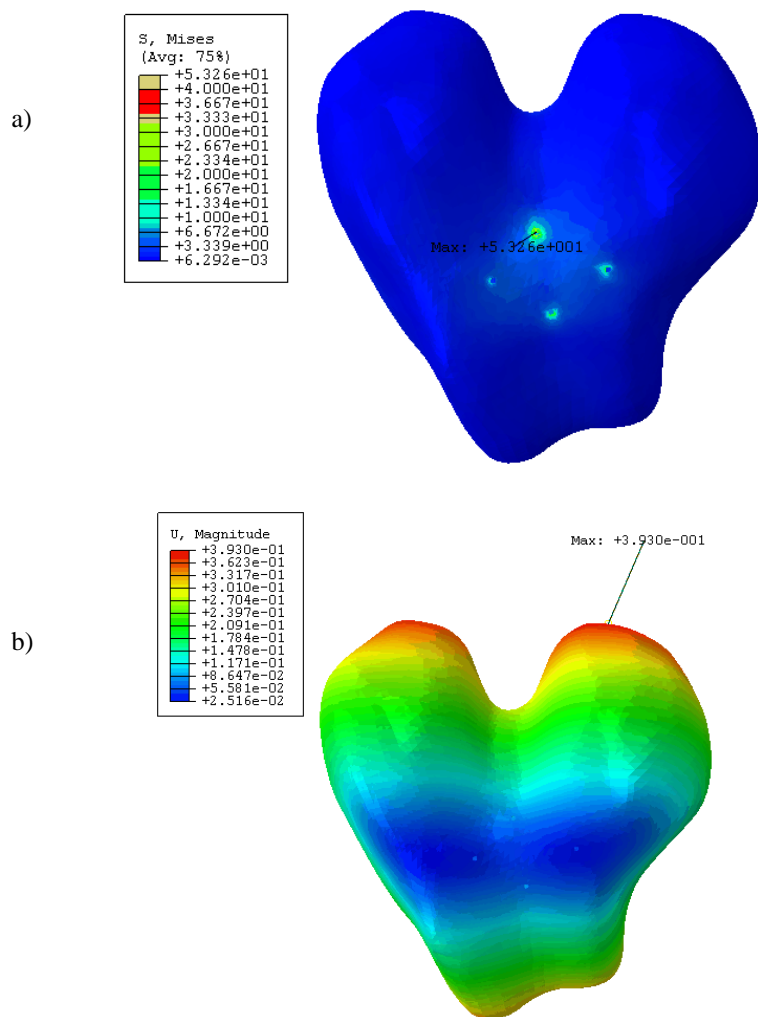 a)
S, Mises
(Avg: 75%)
+5.326e+01
+4.000e+01
+3.667e+01
+3.333e+01
+3.000e+01
+2.667e+01
+2.334e+01
+2.000e+01
+1.667e+01
+1.334e+01
+1.000e+01
+6.672e+00
+3.339e+00
+6.292e-03
Max: +5.326e+001
b)
U, Magnitude
+3.930e-01
+3.623e-01
+3.317e-01
+3.010e-01
+2.704e-01
+2.397e-01
+2.091e-01
+1.784e-01
+1.478e-01
+1.171e-01
+8.647e-02
+5.581e-02
+2.516e-02
Max: +3.930e-001